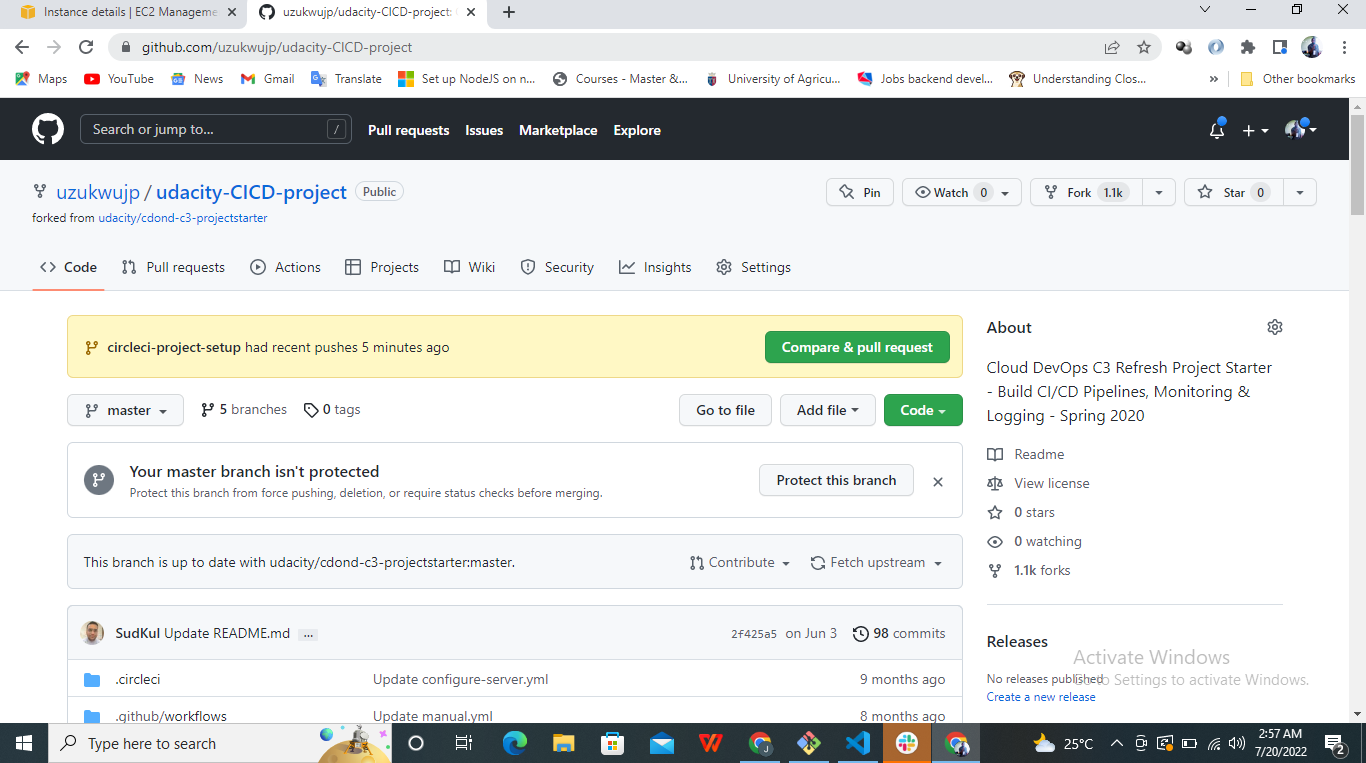 Instance details | EC2 Manageme
uzukwujp/udacity-CICD-project:
github.com/uzukwujp/udacity-CICD-project
Maps YouTube News Gmail Translate Set up NodeJS on n... Courses - Master &... University of Agricu... Jobs backend devel... Understanding Clos... » Other bookmarks
Search or jump to... / Pull requests Issues Marketplace Explore
uzukwujp / udacity-CICD-project Public Pin Watch 0 Fork 1.1k Star 0
forked from udacity/cdond-c3-projectstarter
Code Pull requests Actions Projects Wiki Security Insights Settings
circleci-project-setup had recent pushes 5 minutes ago Compare & pull request
master 5 branches 0 tags Go to file Add file Code
Your master branch isn't protected
Protect this branch from force pushing, deletion, or require status checks before merging.
Protect this branch
This branch is up to date with udacity/cdond-c3-projectstarter:master. Contribute Fetch upstream
SudKul Update README.md ... 2f425a5 on Jun 3 98 commits
.circleci Update configure-server.yml 9 months ago
.github/workflows Update manual.yml 8 months ago
About
Cloud DevOps C3 Refresh Project Starter
- Build CI/CD Pipelines, Monitoring &
Logging - Spring 2020
Readme
View license
0 stars
0 watching
1.1k forks
Releases
No releases published
Create a new release
Activate Windows
Go to Settings to activate Windows.
Type here to search
25°C
2:57 AM
7/20/2022
2